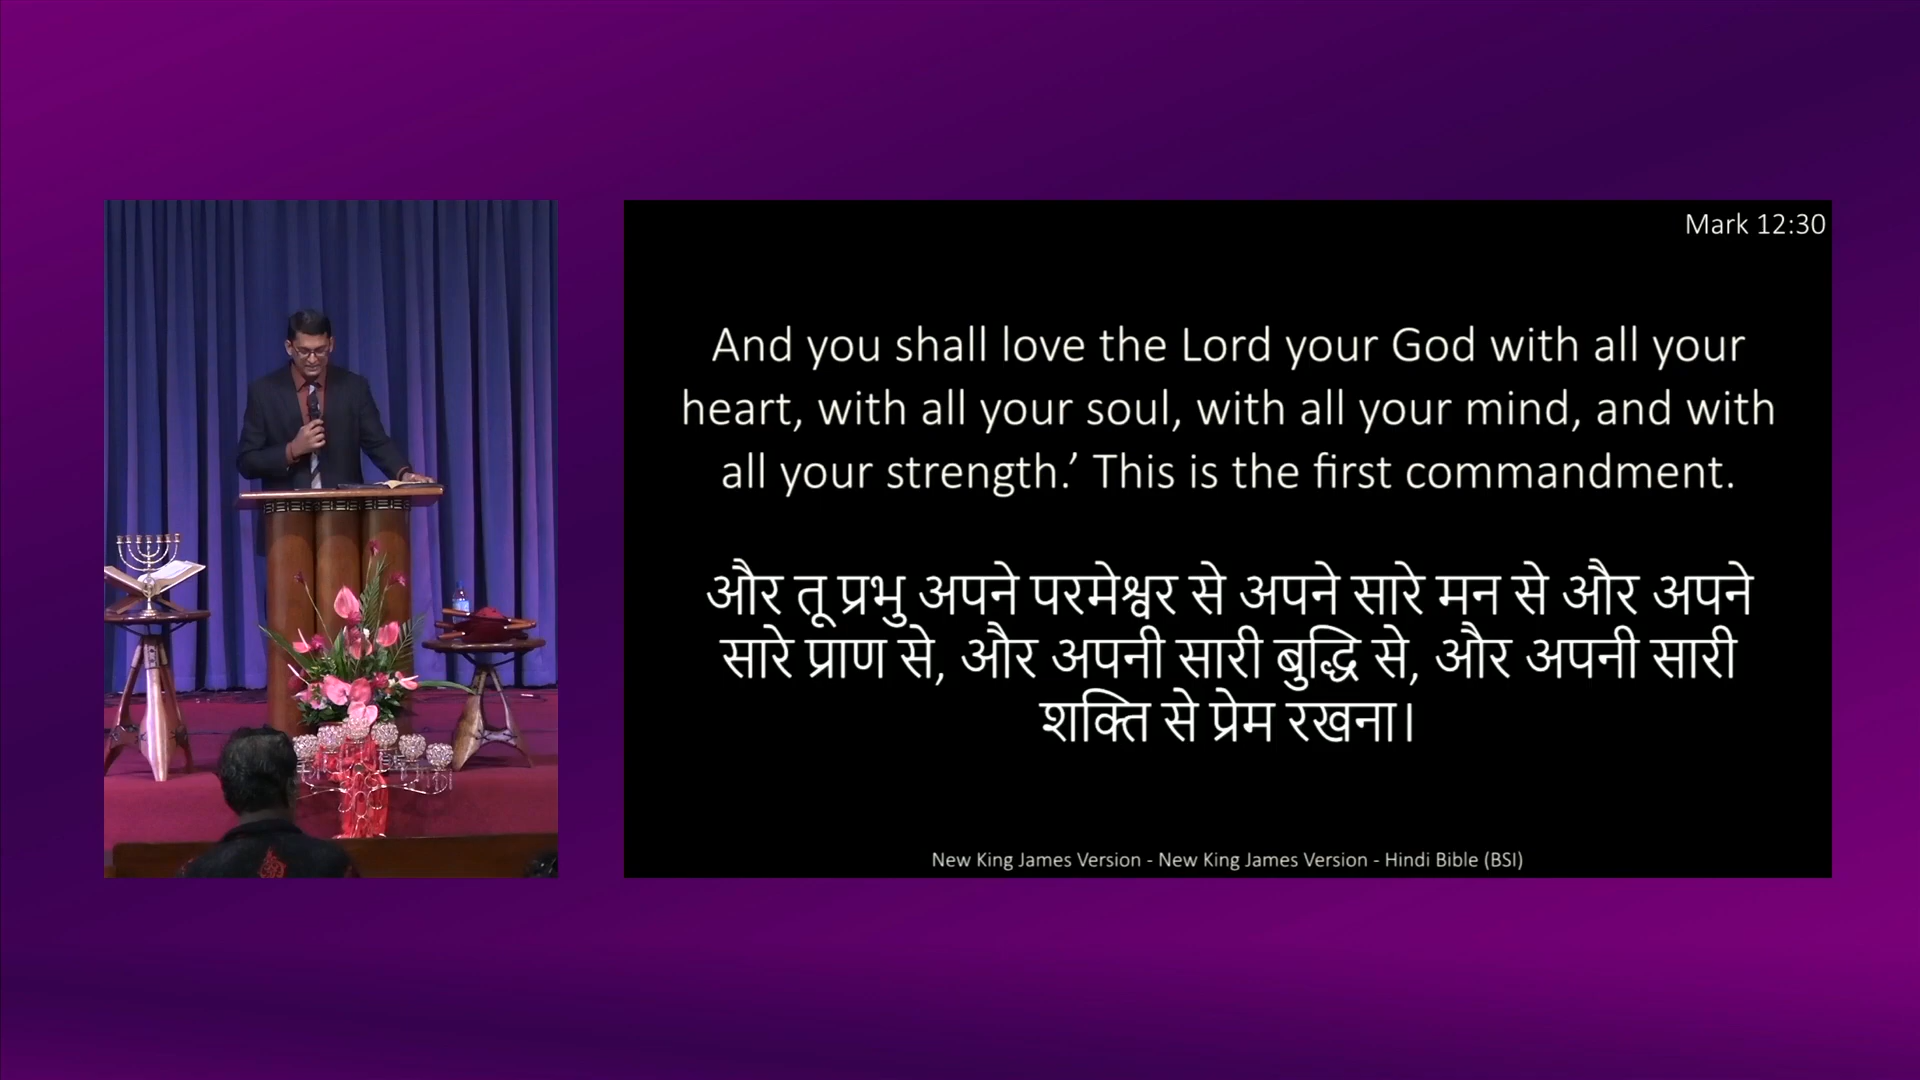 Mark 12:30
And you shall love the Lord your God with all your
heart, with all your soul, with all your mind, and with
all your strength.’ This is the first commandment.
और तू प्रभु अपने परमेश्वर से अपने सारे मन से और अपने
सारे प्राण से, और अपनी सारी बुद्धि से, और अपनी सारी
शक्ति से प्रेम रखना।
New King James Version - New King James Version - Hindi Bible (BSI)